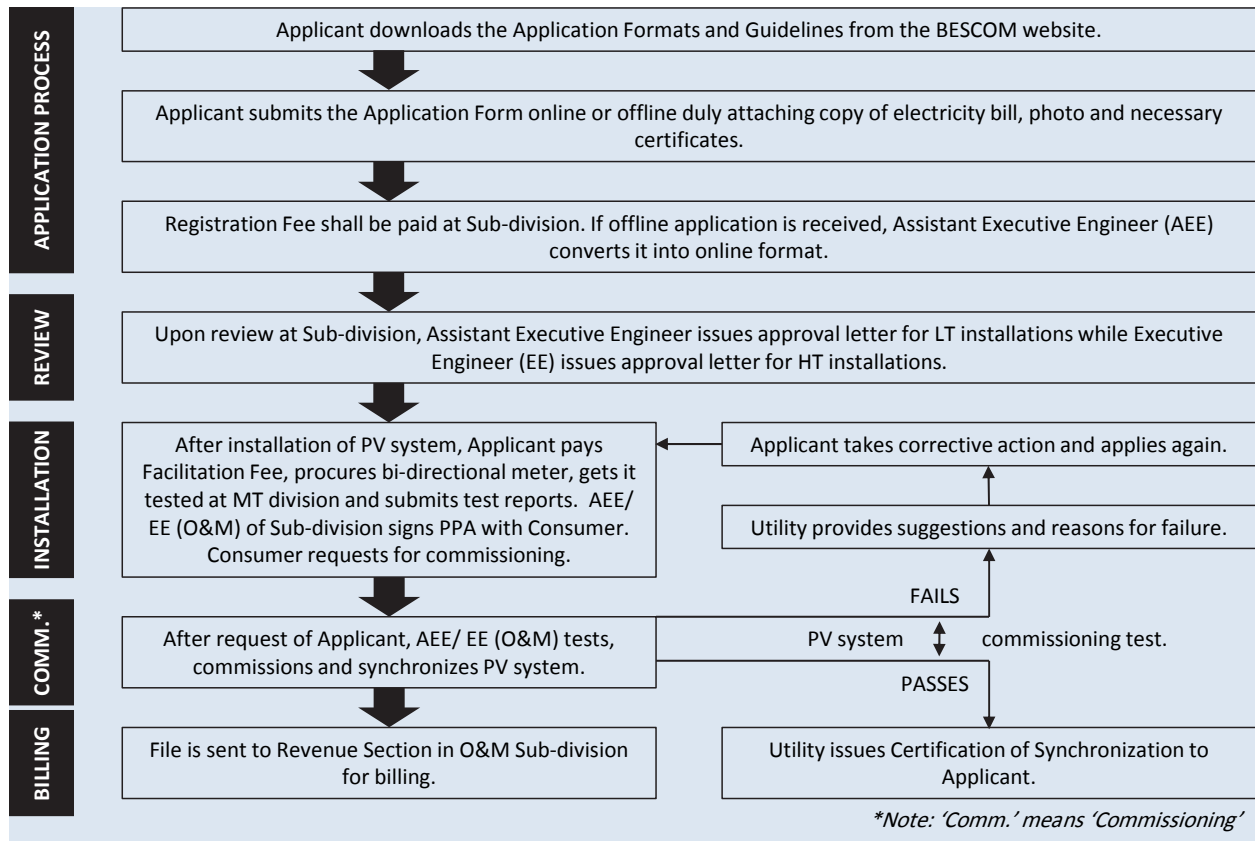 APPLICATION PROCESS
Applicant downloads the Application Formats and Guidelines from the BESCOM website.
Applicant submits the Application Form online or offline duly attaching copy of electricity bill, photo and necessary
certificates.
Registration Fee shall be paid at Sub-division. If offline application is received, Assistant Executive Engineer (AEE)
converts it into online format.
REVIEW
Upon review at Sub-division, Assistant Executive Engineer issues approval letter for LT installations while Executive
Engineer (EE) issues approval letter for HT installations.
INSTALLATION
After installation of PV system, Applicant pays
Facilitation Fee, procures bi-directional meter, gets it
tested at MT division and submits test reports. AEE/
EE (O&M) of Sub-division signs PPA with Consumer.
Consumer requests for commissioning.
Applicant takes corrective action and applies again.
Utility provides suggestions and reasons for failure.
COMM.*
After request of Applicant, AEE/ EE (O&M) tests,
commissions and synchronizes PV system.
FAILS
PV system commissioning test.
PASSES
BILLING
File is sent to Revenue Section in O&M Sub-division
for billing.
Utility issues Certification of Synchronization to
Applicant.
*Note: 'Comm.' means 'Commissioning'